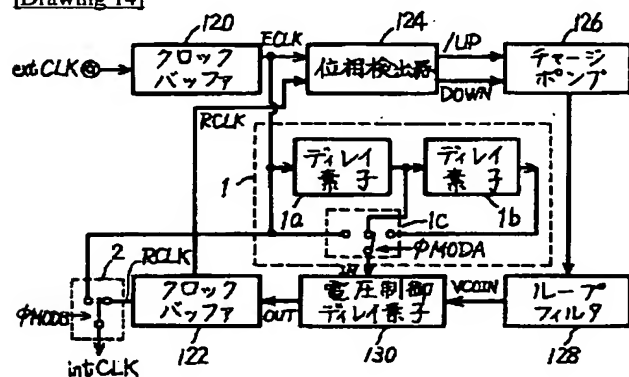 [Drawing 14]
120
124
126
extCLK
クロック
バッファ
ECLK
位相検出器
/UP
DOWN
チャージ
ポンプ
RCLK
1
ディレイ
素子
1a
ディレイ
素子
1b
1c
φMODA
2
RCLK
φMODB
intCLK
クロック
バッファ
122
OUT
IN
電圧制御
ディレイ素子
130
VCOIN
ループ
フィルタ
128